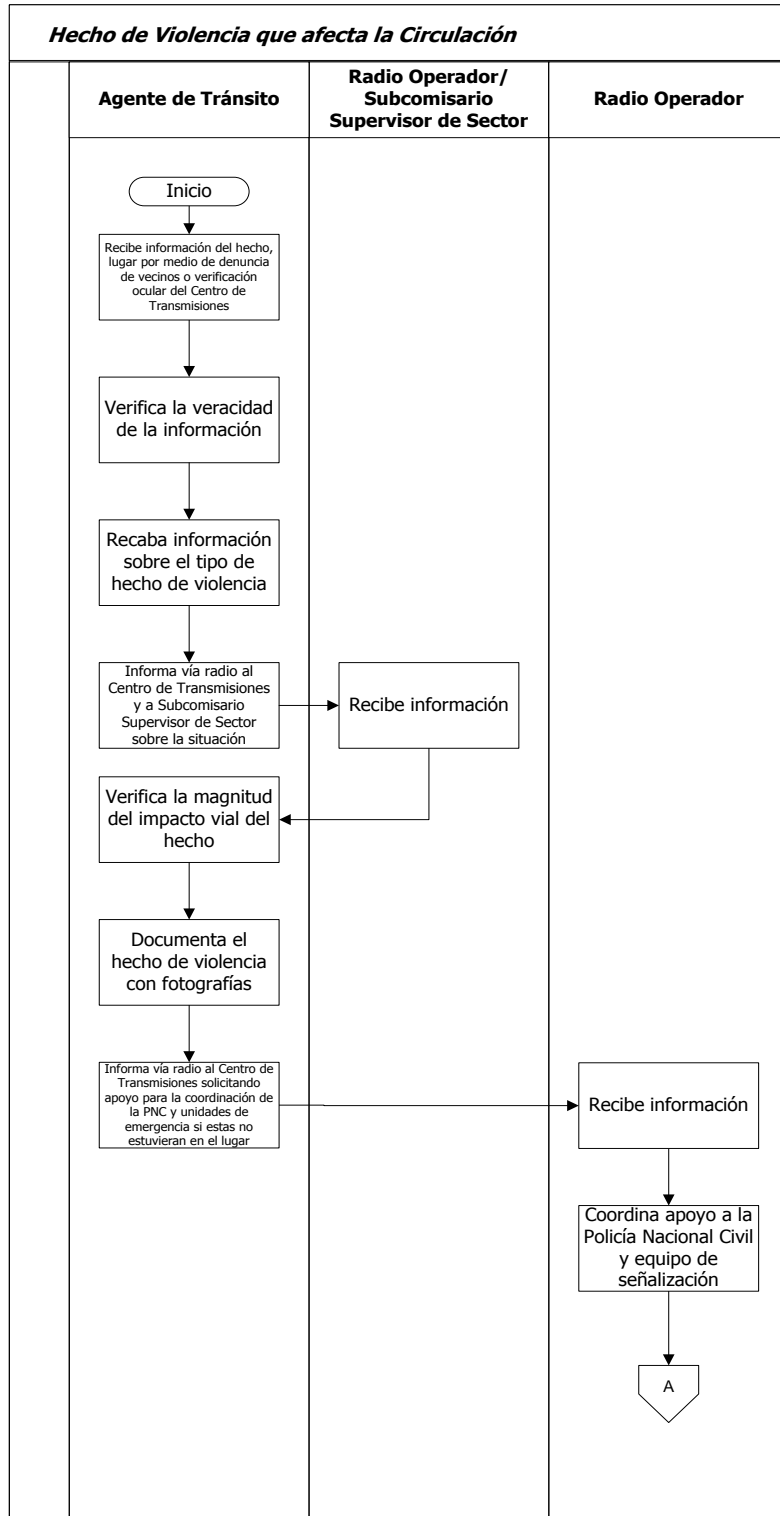 Hecho de Violencia que afecta la Circulación
Agente de Tránsito
Radio Operador/
Subcomisario
Supervisor de Sector
Radio Operador
Inicio
Recibe información del hecho,
lugar por medio de denuncia
de vecinos o verificación
ocular del Centro de
Transmisiones
Verifica la veracidad
de la información
Recaba información
sobre el tipo de
hecho de violencia
Informa vía radio al
Centro de Transmisiones
y a Subcomisario
Supervisor de Sector
sobre la situación
Recibe información
Verifica la magnitud
del impacto vial del
hecho
Documenta el
hecho de violencia
con fotografías
Informa vía radio al Centro de
Transmisiones solicitando
apoyo para la coordinación de
la PNC y unidades de
emergencia si estas no
estuvieran en el lugar
Recibe información
Coordina apoyo a la
Policía Nacional Civil
y equipo de
señalización
A